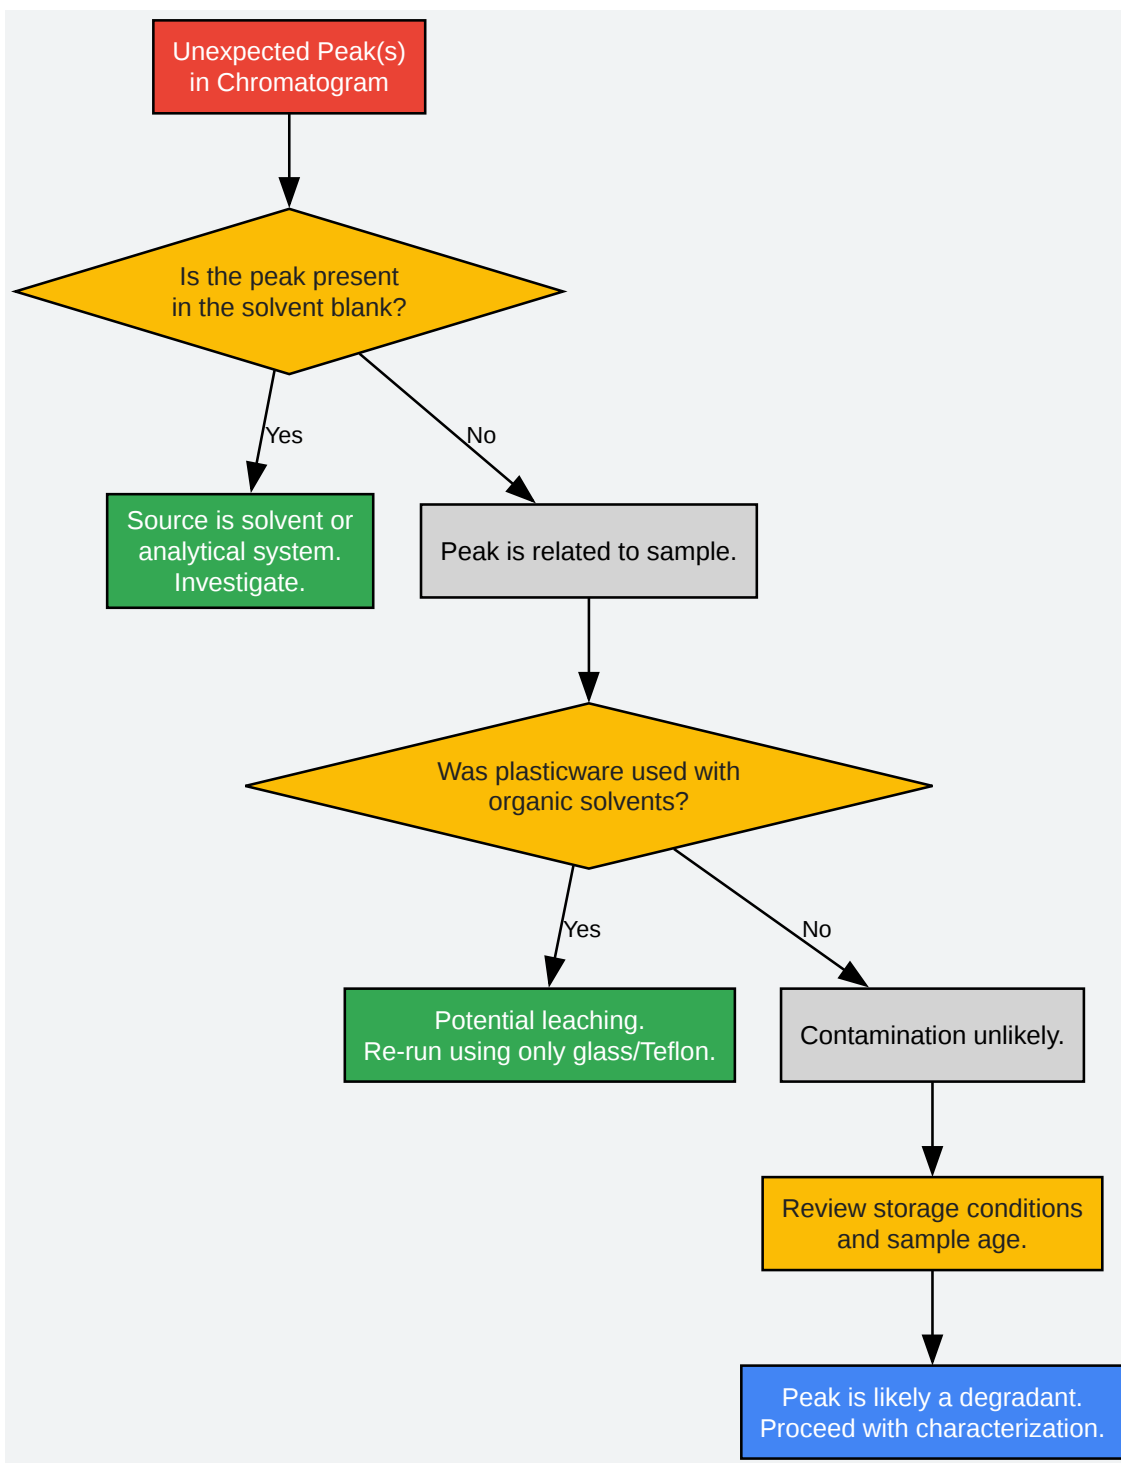 Unexpected Peak(s)
in Chromatogram
Is the peak present
in the solvent blank?
Yes
No
Source is solvent or
analytical system.
Investigate.
Peak is related to sample.
Was plasticware used with
organic solvents?
Yes
No
Potential leaching.
Re-run using only glass/Teflon.
Contamination unlikely.
Review storage conditions
and sample age.
Peak is likely a degradant.
Proceed with characterization.